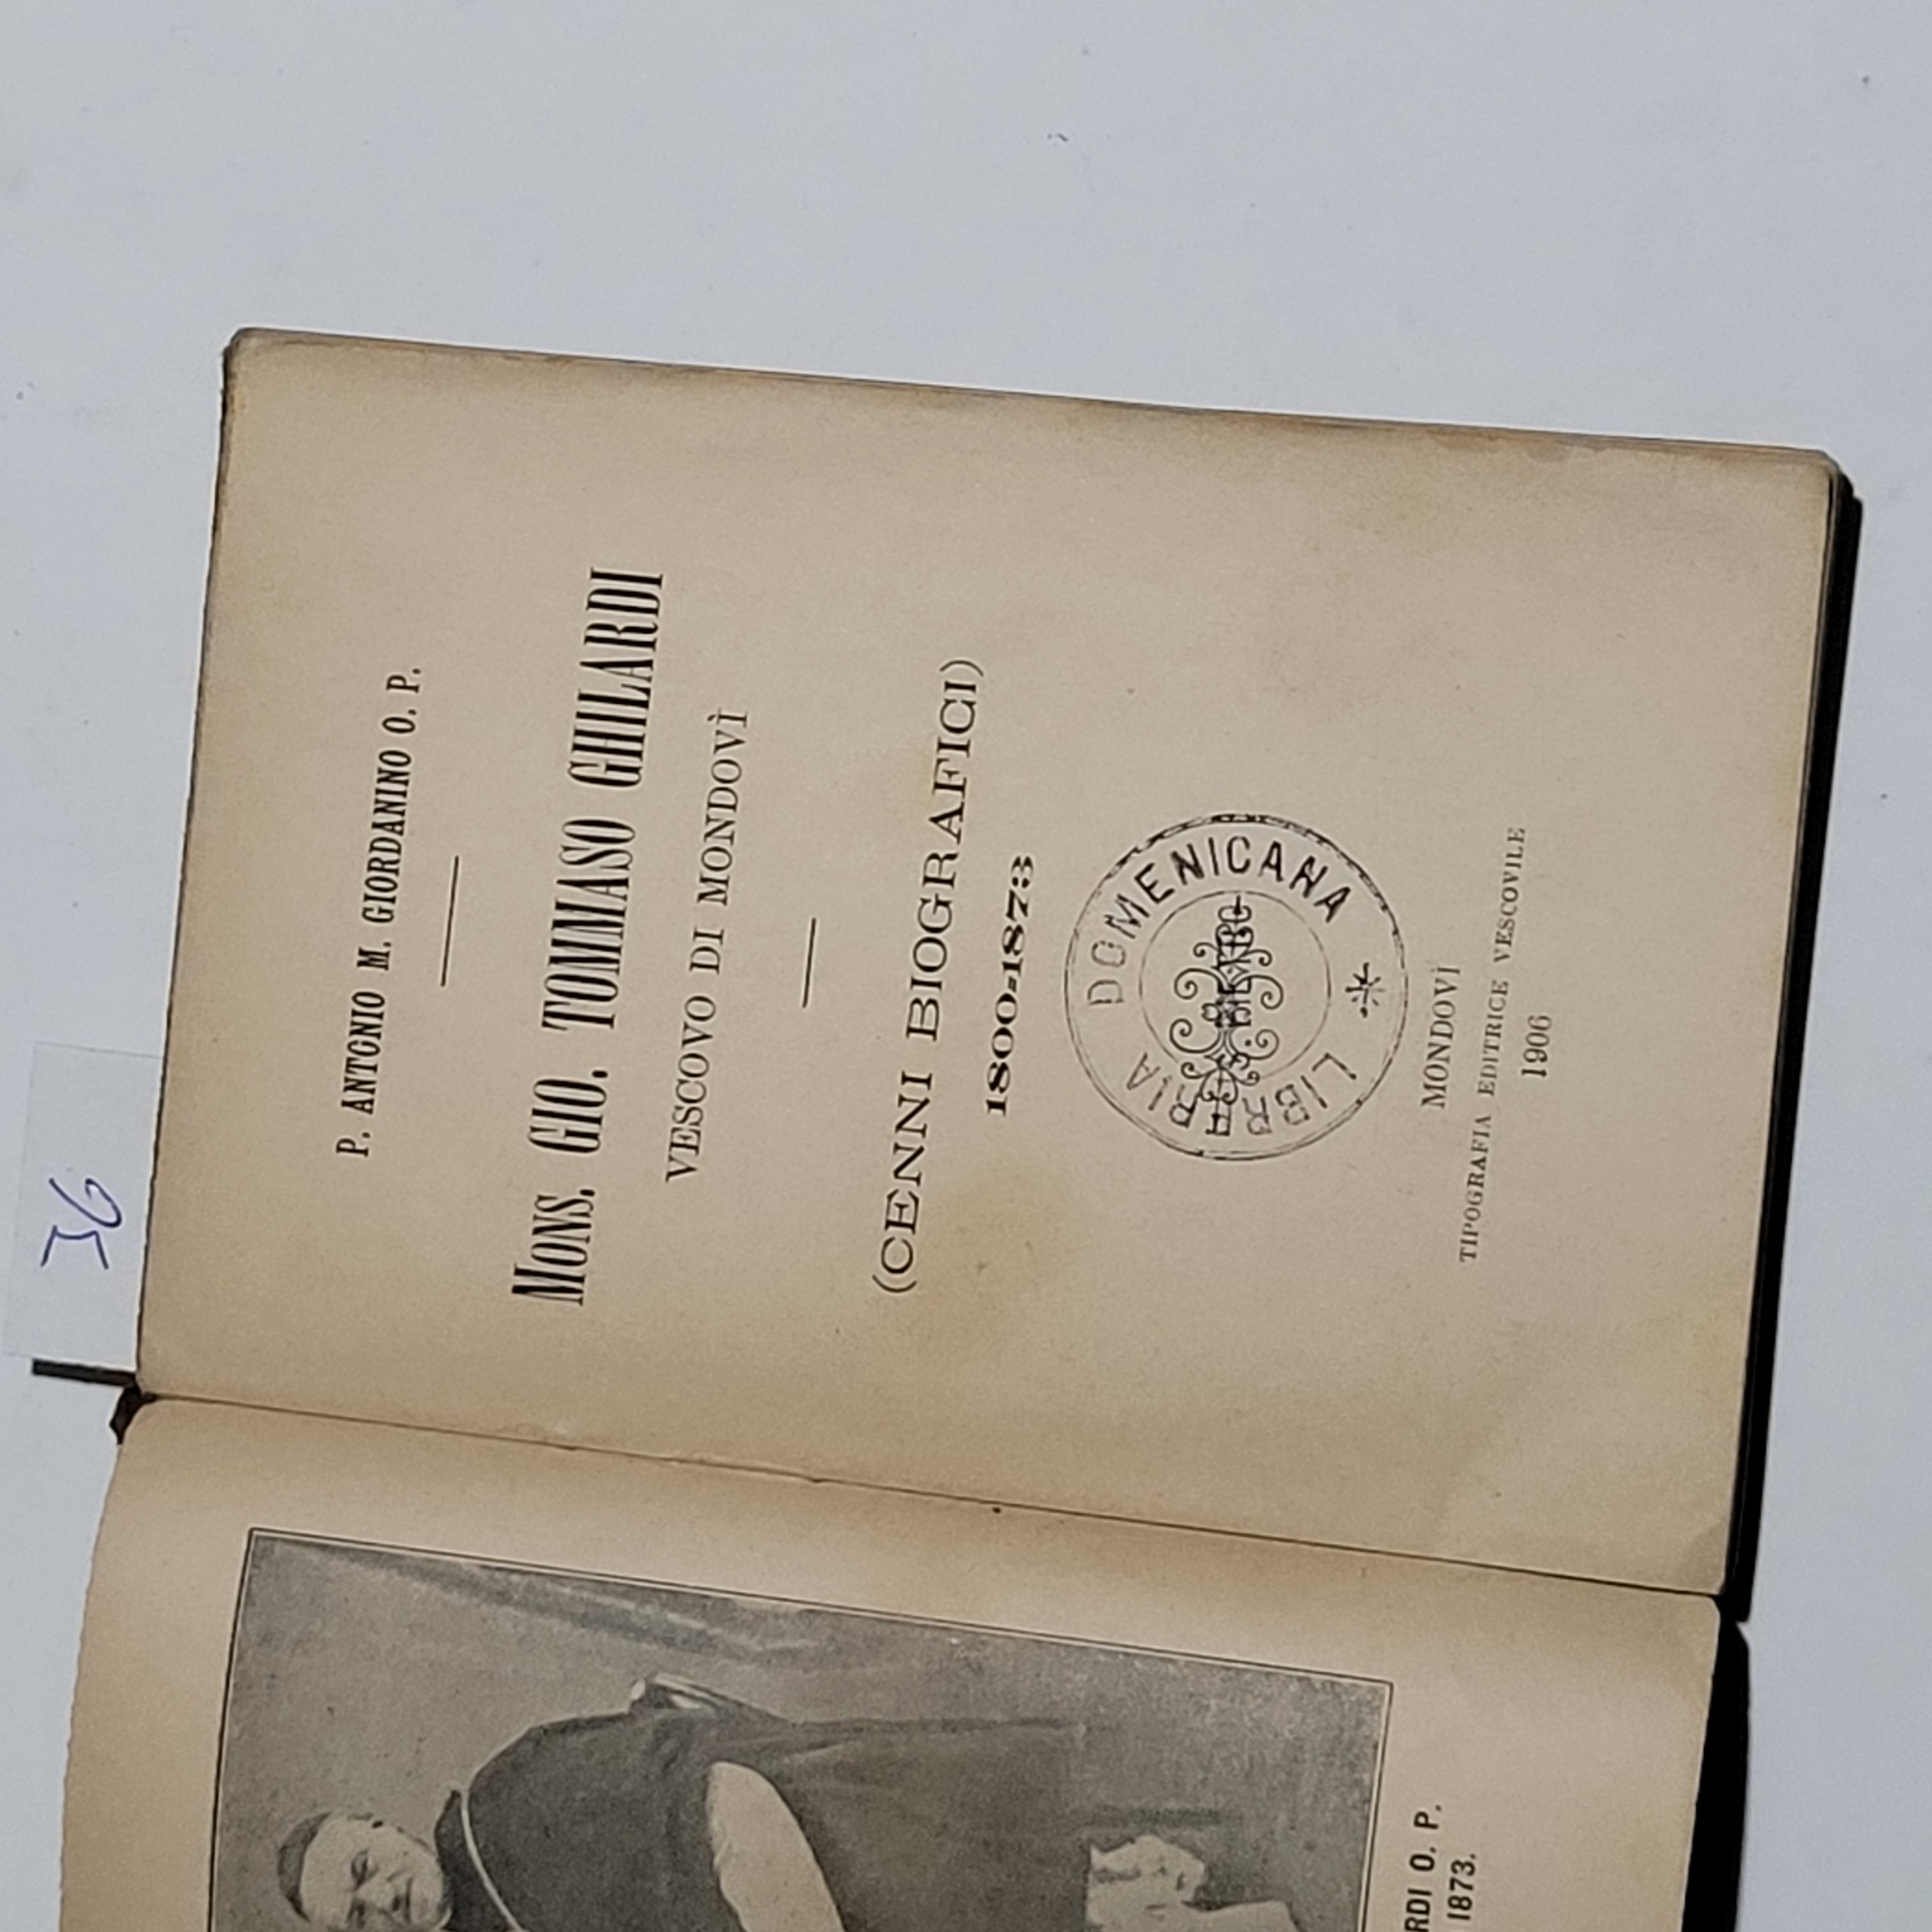 P. ANTONIO M. GIORDANINO O. P.
MONS. GIO. TOMMASO GHILARDI
VESCOVO DI MONDOVÌ
(CENNI BIOGRAFICI)
1800-1873
LIBRERIA DOMENICANA *
MONDOVÌ
TIPOGRAFIA EDITRICE VESCOVILE
1906
RDI O. P.
1873.